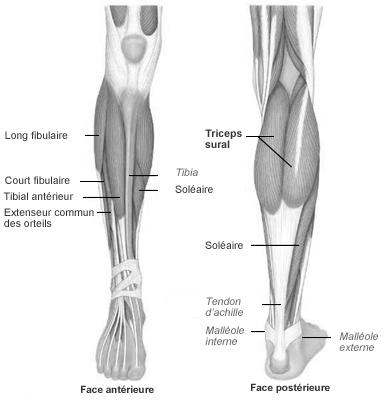 Long fibulaire
Court fibulaire
Tibial antérieur
Extenseur commun
des orteils
Tibia
Soléaire
Face antérieure
Triceps
sural
Soléaire
Tendon
d'achille
Malléole
interne
Malléole
externe
Face postérieure